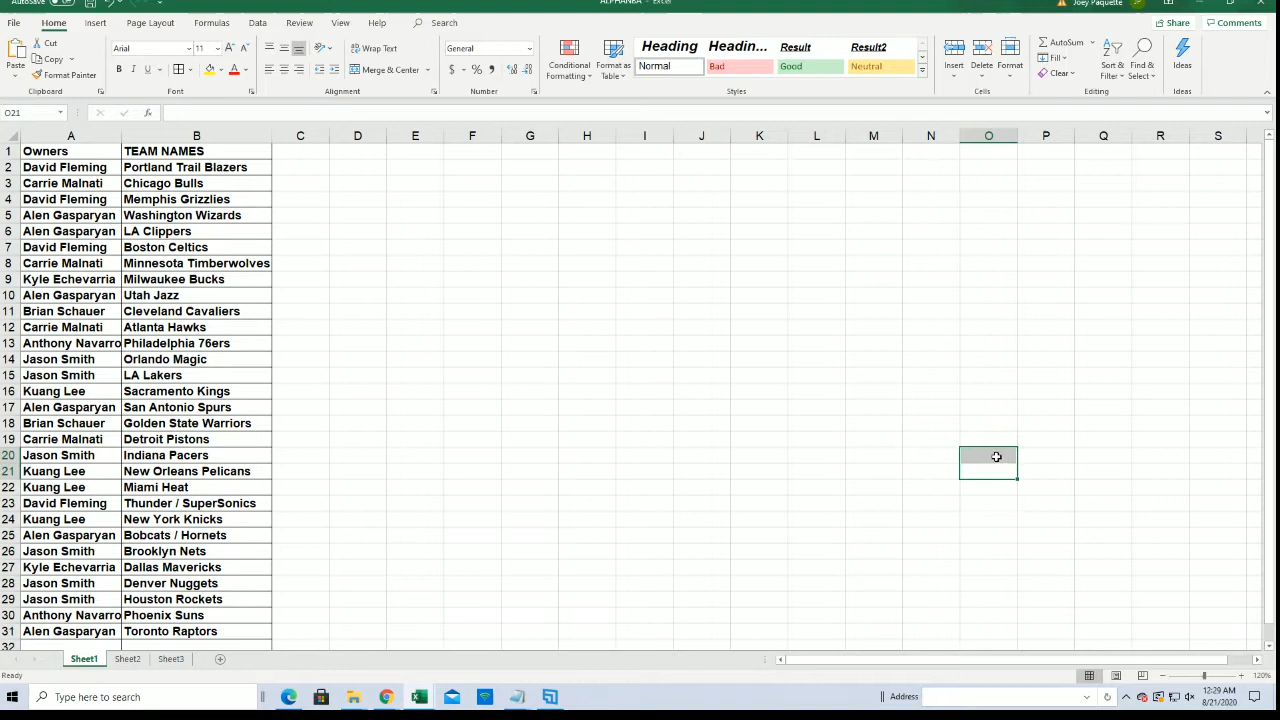 AutoSave
ALPHNBA - Excel
Joey Paquette
File Home Insert Page Layout Formulas Data Review View Help Search
Share Comments
Paste
Cut
Copy
Format Painter
Clipboard
Arial 11
B I U
Font
Wrap Text
Merge & Center
Alignment
General
$ % ,
Number
Conditional Formatting
Format as Table
Heading Headin... Result Result2
Normal Bad Good Neutral
Styles
Insert Delete Format
Cells
AutoSum
Fill
Clear
Sort & Filter
Find & Select
Editing
Ideas
Ideas
O21
fx
A B C D E F G H I J K L M N O P Q R S
1 Owners TEAM NAMES
2 David Fleming Portland Trail Blazers
3 Carrie Malnati Chicago Bulls
4 David Fleming Memphis Grizzlies
5 Alen Gasparyan Washington Wizards
6 Alen Gasparyan LA Clippers
7 David Fleming Boston Celtics
8 Carrie Malnati Minnesota Timberwolves
9 Kyle Echevarria Milwaukee Bucks
10 Alen Gasparyan Utah Jazz
11 Brian Schauer Cleveland Cavaliers
12 Carrie Malnati Atlanta Hawks
13 Anthony Navarro Philadelphia 76ers
14 Jason Smith Orlando Magic
15 Jason Smith LA Lakers
16 Kuang Lee Sacramento Kings
17 Alen Gasparyan San Antonio Spurs
18 Brian Schauer Golden State Warriors
19 Carrie Malnati Detroit Pistons
20 Jason Smith Indiana Pacers
21 Kuang Lee New Orleans Pelicans
22 Kuang Lee Miami Heat
23 David Fleming Thunder / SuperSonics
24 Kuang Lee New York Knicks
25 Alen Gasparyan Bobcats / Hornets
26 Jason Smith Brooklyn Nets
27 Kyle Echevarria Dallas Mavericks
28 Jason Smith Denver Nuggets
29 Jason Smith Houston Rockets
30 Anthony Navarro Phoenix Suns
31 Alen Gasparyan Toronto Raptors
32
Sheet1 Sheet2 Sheet3
Ready
120%
Type here to search
Address
12:29 AM
8/21/2020